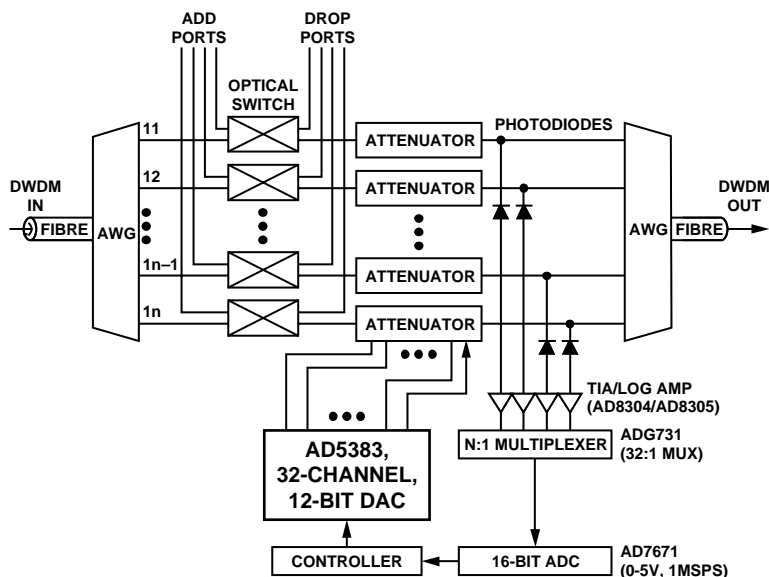 ADD
PORTS
DROP
PORTS
OPTICAL
SWITCH
11
ATTENUATOR
PHOTODIODES
12
ATTENUATOR
DWDM
IN
FIBRE
AWG
DWDM
OUT
AWG
FIBRE
1n–1
ATTENUATOR
1n
ATTENUATOR
TIA/LOG AMP
(AD8304/AD8305)
AD5383,
32-CHANNEL,
12-BIT DAC
N:1 MULTIPLEXER
ADG731
(32:1 MUX)
CONTROLLER
16-BIT ADC
AD7671
(0-5V, 1MSPS)